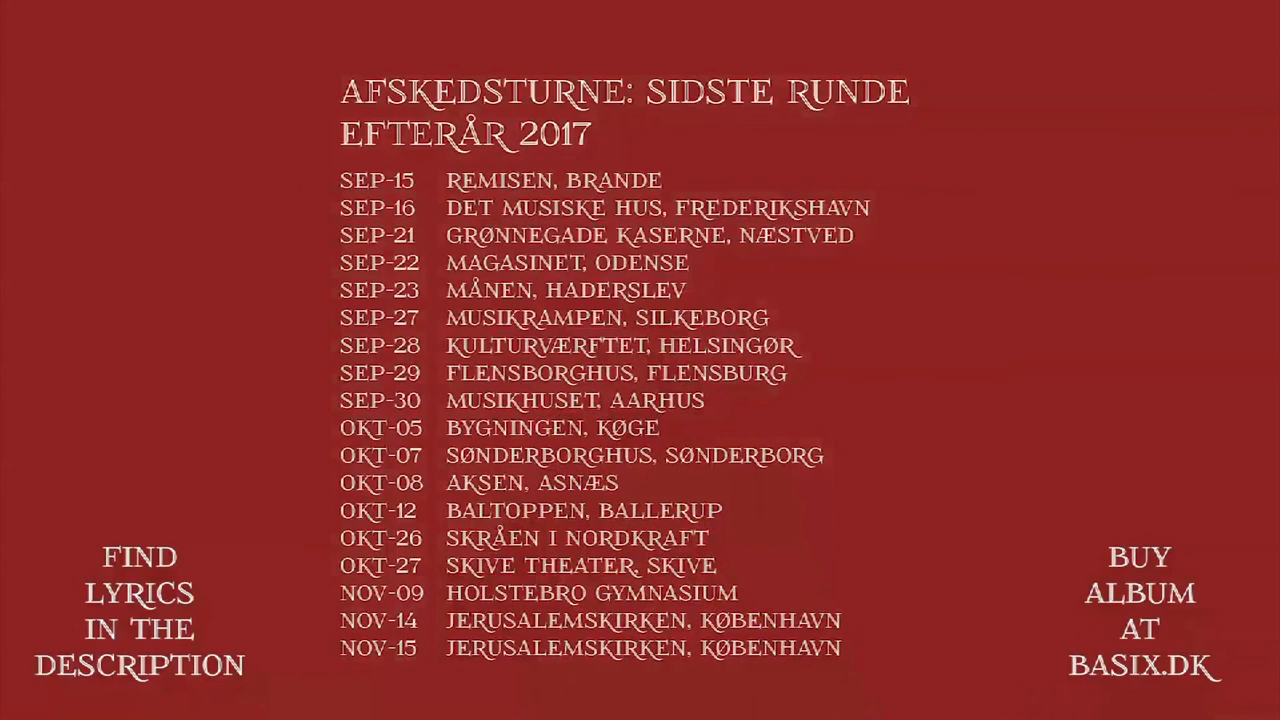 AFSKEDSTURNE: SIDSTE RUNDE
EFTERÅR 2017
SEP-15 REMISEN, BRANDE
SEP-16 DET MUSISKE HUS, FREDERIKSHAVN
SEP-21 GRØNNEGADE KASERNE, NÆSTVED
SEP-22 MAGASINET, ODENSE
SEP-23 MÅNEN, HADERSLEV
SEP-27 MUSIKRAMPEN, SILKEBORG
SEP-28 KULTURVÆRFTET, HELSINGØR
SEP-29 FLENSBORGHUS, FLENSBURG
SEP-30 MUSIKHUSET, AARHUS
OKT-05 BYGNINGEN, KØGE
OKT-07 SØNDERBORGHUS, SØNDERBORG
OKT-08 AKSEN, ASNÆS
OKT-12 BALTOPPEN, BALLERUP
OKT-26 SKRÅEN I NORDKRAFT
OKT-27 SKIVE THEATER, SKIVE
NOV-09 HOLSTEBRO GYMNASIUM
NOV-14 JERUSALEMSKIRKEN, KØBENHAVN
NOV-15 JERUSALEMSKIRKEN, KØBENHAVN
FIND
LYRICS
IN THE
DESCRIPTION
BUY
ALBUM
AT
BASIX.DK